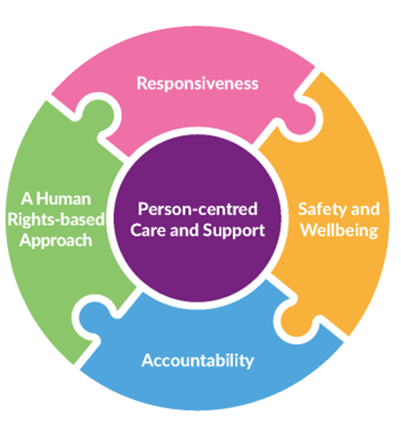 Responsiveness
A Human
Rights-based
Approach
Person-centred
Care and Support
Safety and
Wellbeing
Accountability